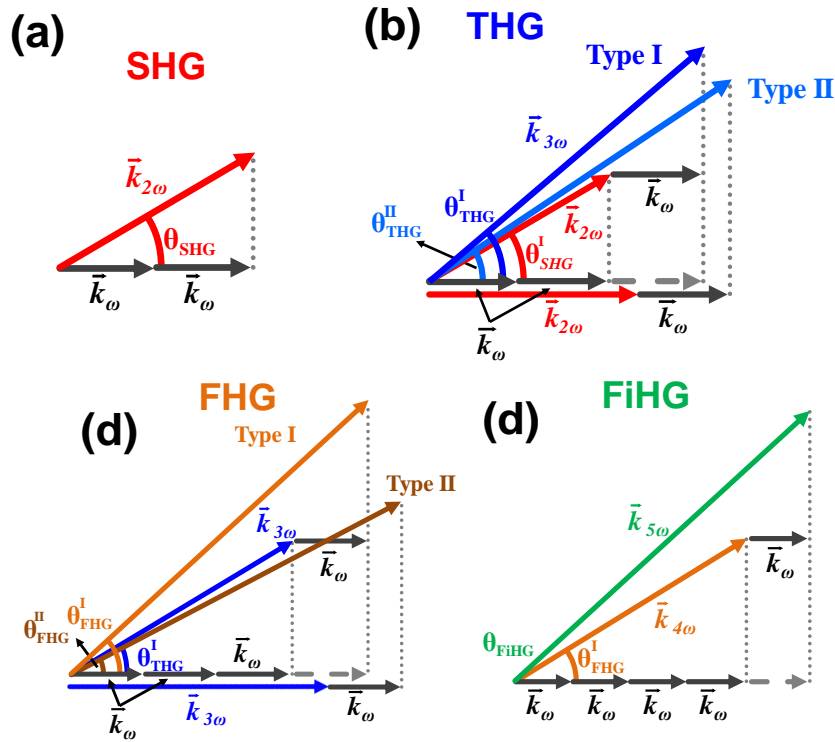 (a)
SHG
k⃗2ω
θSHG
k⃗ω
k⃗ω
(b)
THG
Type I
Type II
k⃗3ω
k⃗ω
θᴵᴵTHG
θᴵTHG
k⃗2ω
θᴵSHG
k⃗ω
k⃗2ω
k⃗ω
(d)
FHG
Type I
Type II
k⃗3ω
k⃗ω
θᴵᴵFHG
θᴵFHG
θᴵTHG
k⃗ω
k⃗ω
k⃗3ω
k⃗ω
(d)
FiHG
k⃗5ω
k⃗ω
k⃗4ω
θFiHG
θᴵFHG
k⃗ω
k⃗ω
k⃗ω
k⃗ω